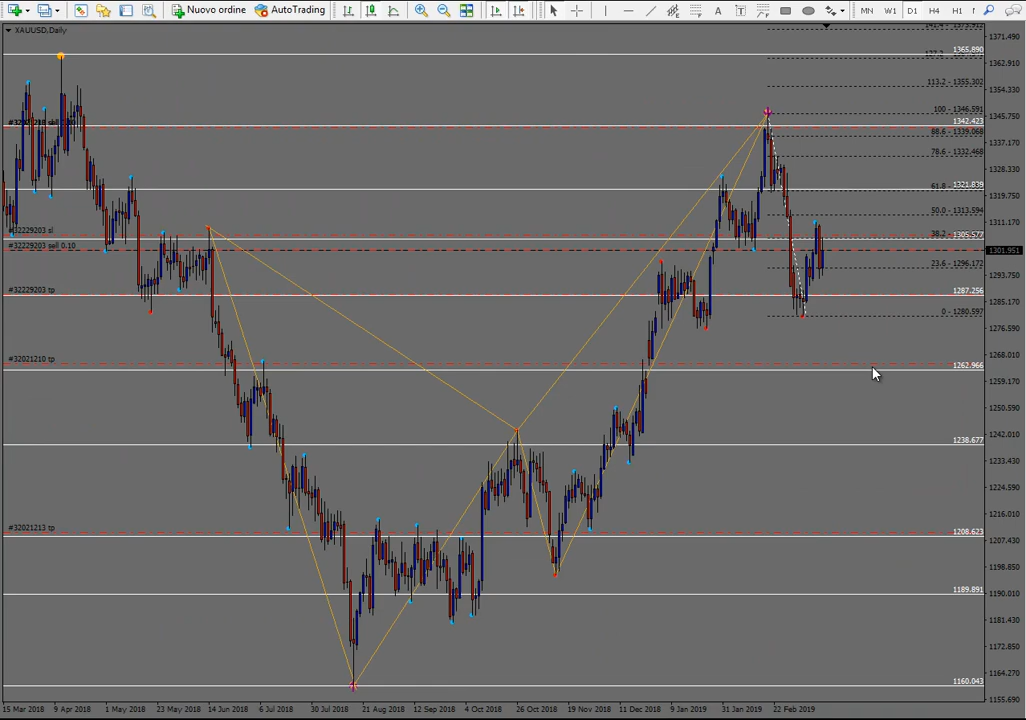 Nuovo ordine AutoTrading A T MN W1 D1 H4 H1
XAUUSD,Daily
1371.490
1365.890
1362.910
113.2 - 1355.302
1354.330
100 - 1346.591
1345.750
1342.423
88.6 - 1339.068
1337.170
78.6 - 1332.468
1328.330
61.8
1321.839
1319.750
50.0 - 1313.594
1311.170
#32229203 sl
38.2
1305.577
#32229203 sell 0.10
1301.951
23.6 - 1296.172
1293.750
#32229203 tp
1287.256
1285.170
0 - 1280.597
1276.590
1268.010
#32021210 tp
1262.966
1259.170
1250.590
1242.010
1238.677
1233.430
1224.590
1216.010
#32021213 tp
1208.623
1207.430
1198.850
1190.010
1189.891
1181.430
1172.850
1164.270
1160.043
1155.690
15 Mar 2018 9 Apr 2018 1 May 2018 23 May 2018 14 Jun 2018 6 Jul 2018 30 Jul 2018 21 Aug 2018 12 Sep 2018 4 Oct 2018 26 Oct 2018 19 Nov 2018 11 Dec 2018 9 Jan 2019 31 Jan 2019 22 Feb 2019